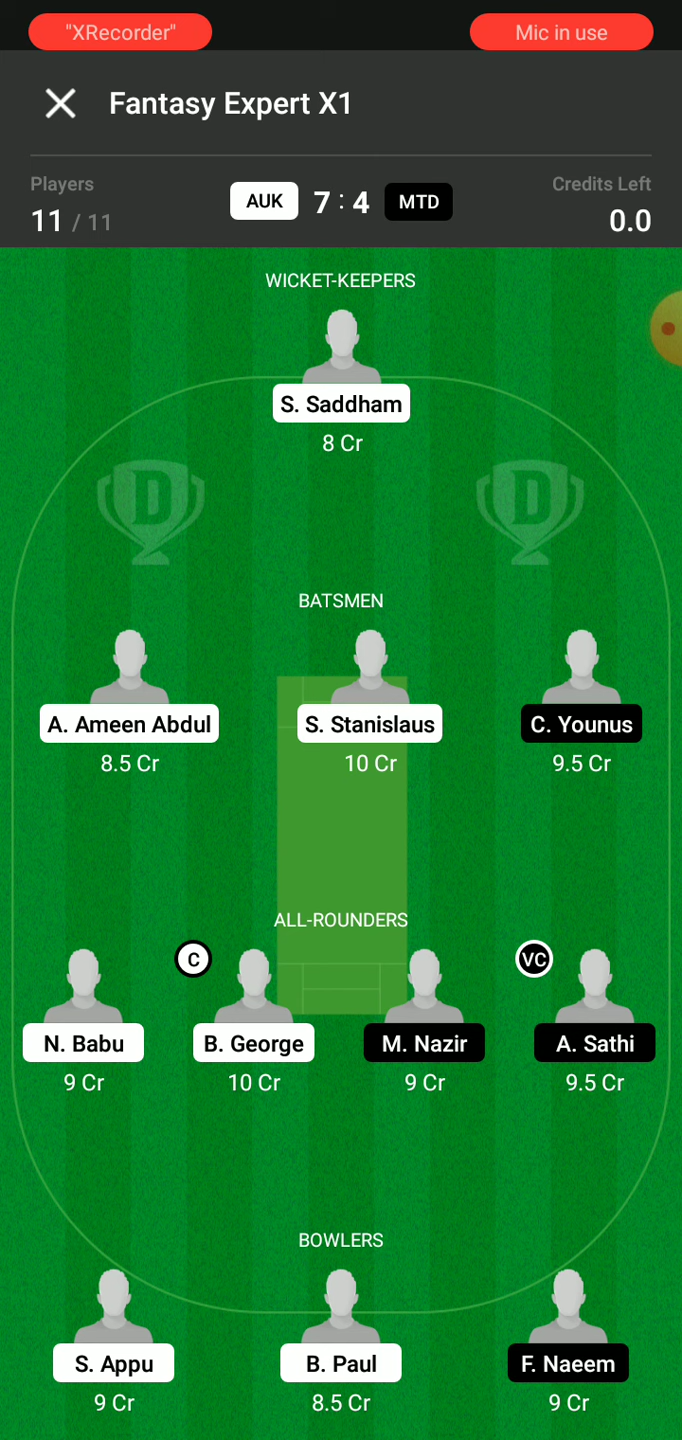 "XRecorder" Mic in use
Fantasy Expert X1
Players Credits Left
11 / 11 AUK 7 : 4 MTD 0.0
WICKET-KEEPERS
S. Saddham
8 Cr
D D
BATSMEN
A. Ameen Abdul S. Stanislaus C. Younus
8.5 Cr 10 Cr 9.5 Cr
ALL-ROUNDERS
C VC
N. Babu B. George M. Nazir A. Sathi
9 Cr 10 Cr 9 Cr 9.5 Cr
BOWLERS
S. Appu B. Paul F. Naeem
9 Cr 8.5 Cr 9 Cr